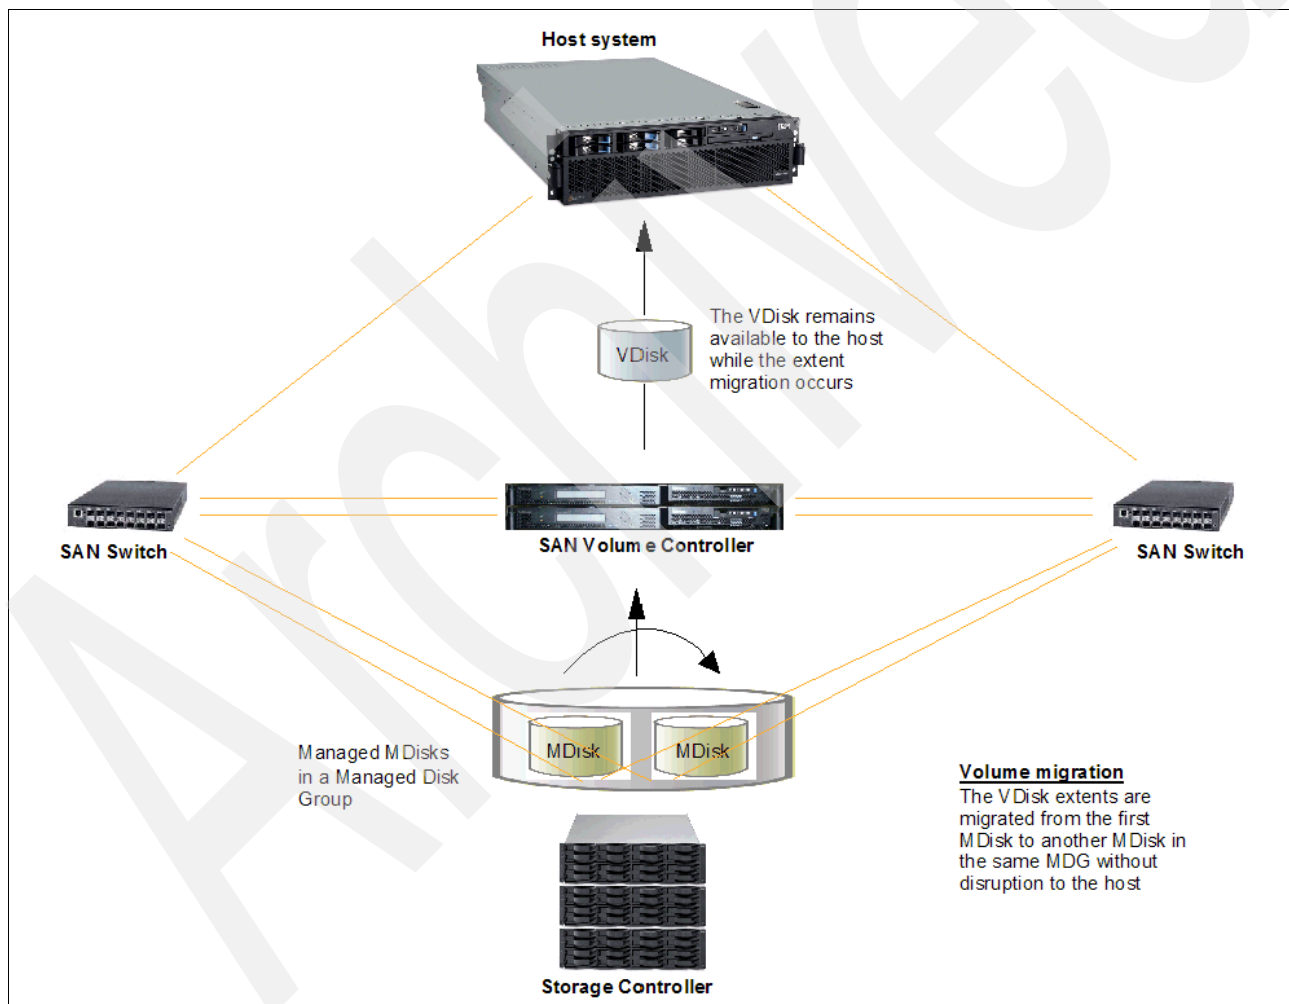 Host system
The VDisk remains
available to the host
while the extent
migration occurs
VDisk
SAN Switch
SAN Volume Controller
SAN Switch
MDisk
MDisk
Managed MDisks
in a Managed Disk
Group
Volume migration
The VDisk extents are
migrated from the first
MDisk to another MDisk in
the same MDG without
disruption to the host
Storage Controller
Archived